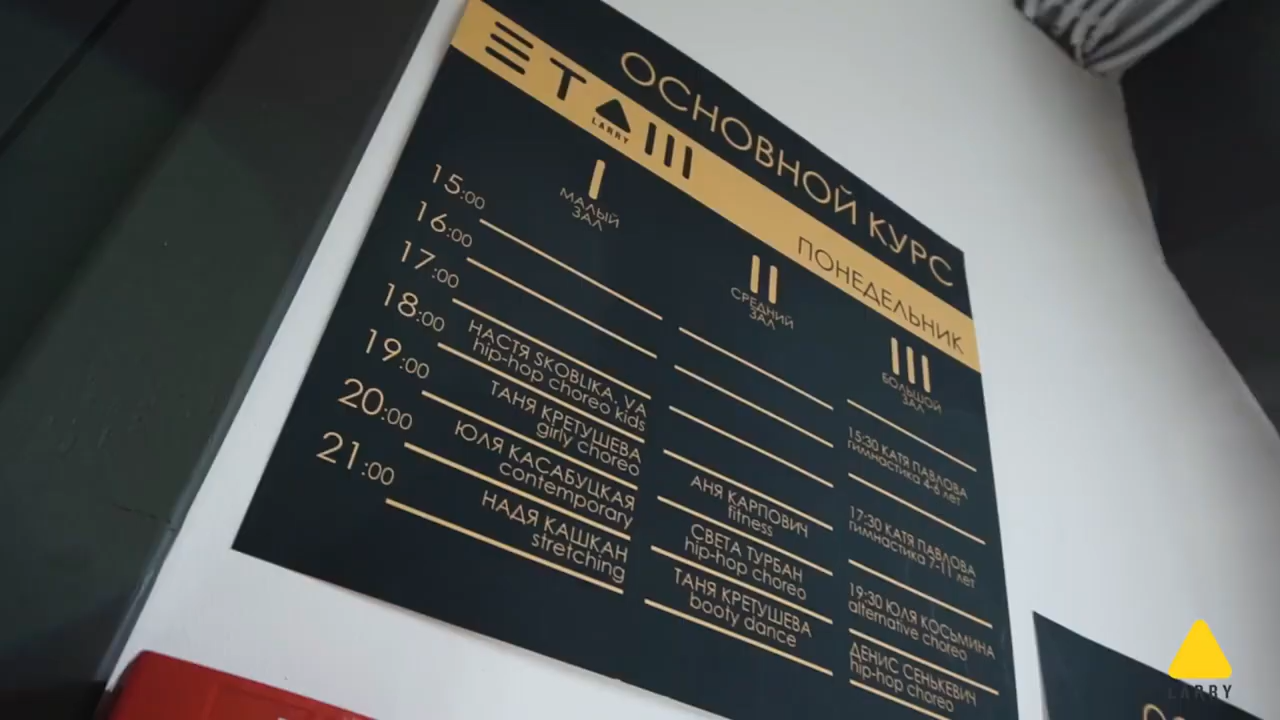 ОСНОВНОЙ КУРС
ЭТАШ
LARRY
ПОНЕДЕЛЬНИК
I
МАЛЫЙ
ЗАЛ
II
СРЕДНИЙ
ЗАЛ
III
БОЛЬШОЙ
ЗАЛ
15:00
16:00
17:00
18:00
19:00
20:00
21:00
НАСТЯ SKOBLIKA, YA
hip-hop choreo kids
ТАНЯ КРЕТУШЕВА
girly choreo
ЮЛЯ КАСАБУЦКАЯ
contemporary
НАДЯ КАШКАН
stretching
АНЯ КАРПОВИЧ
fitness
СВЕТА ТУРБАН
hip-hop choreo
ТАНЯ КРЕТУШЕВА
booty dance
15:30 КАТЯ ПАВЛОВА
гимнастика 4-6 лет
17:30 КАТЯ ПАВЛОВА
гимнастика 7-11 лет
19:30 ЮЛЯ КОСЬМИНА
alternative choreo
ДЕНИС СЕНЬКЕВИЧ
hip-hop choreo
LARRY